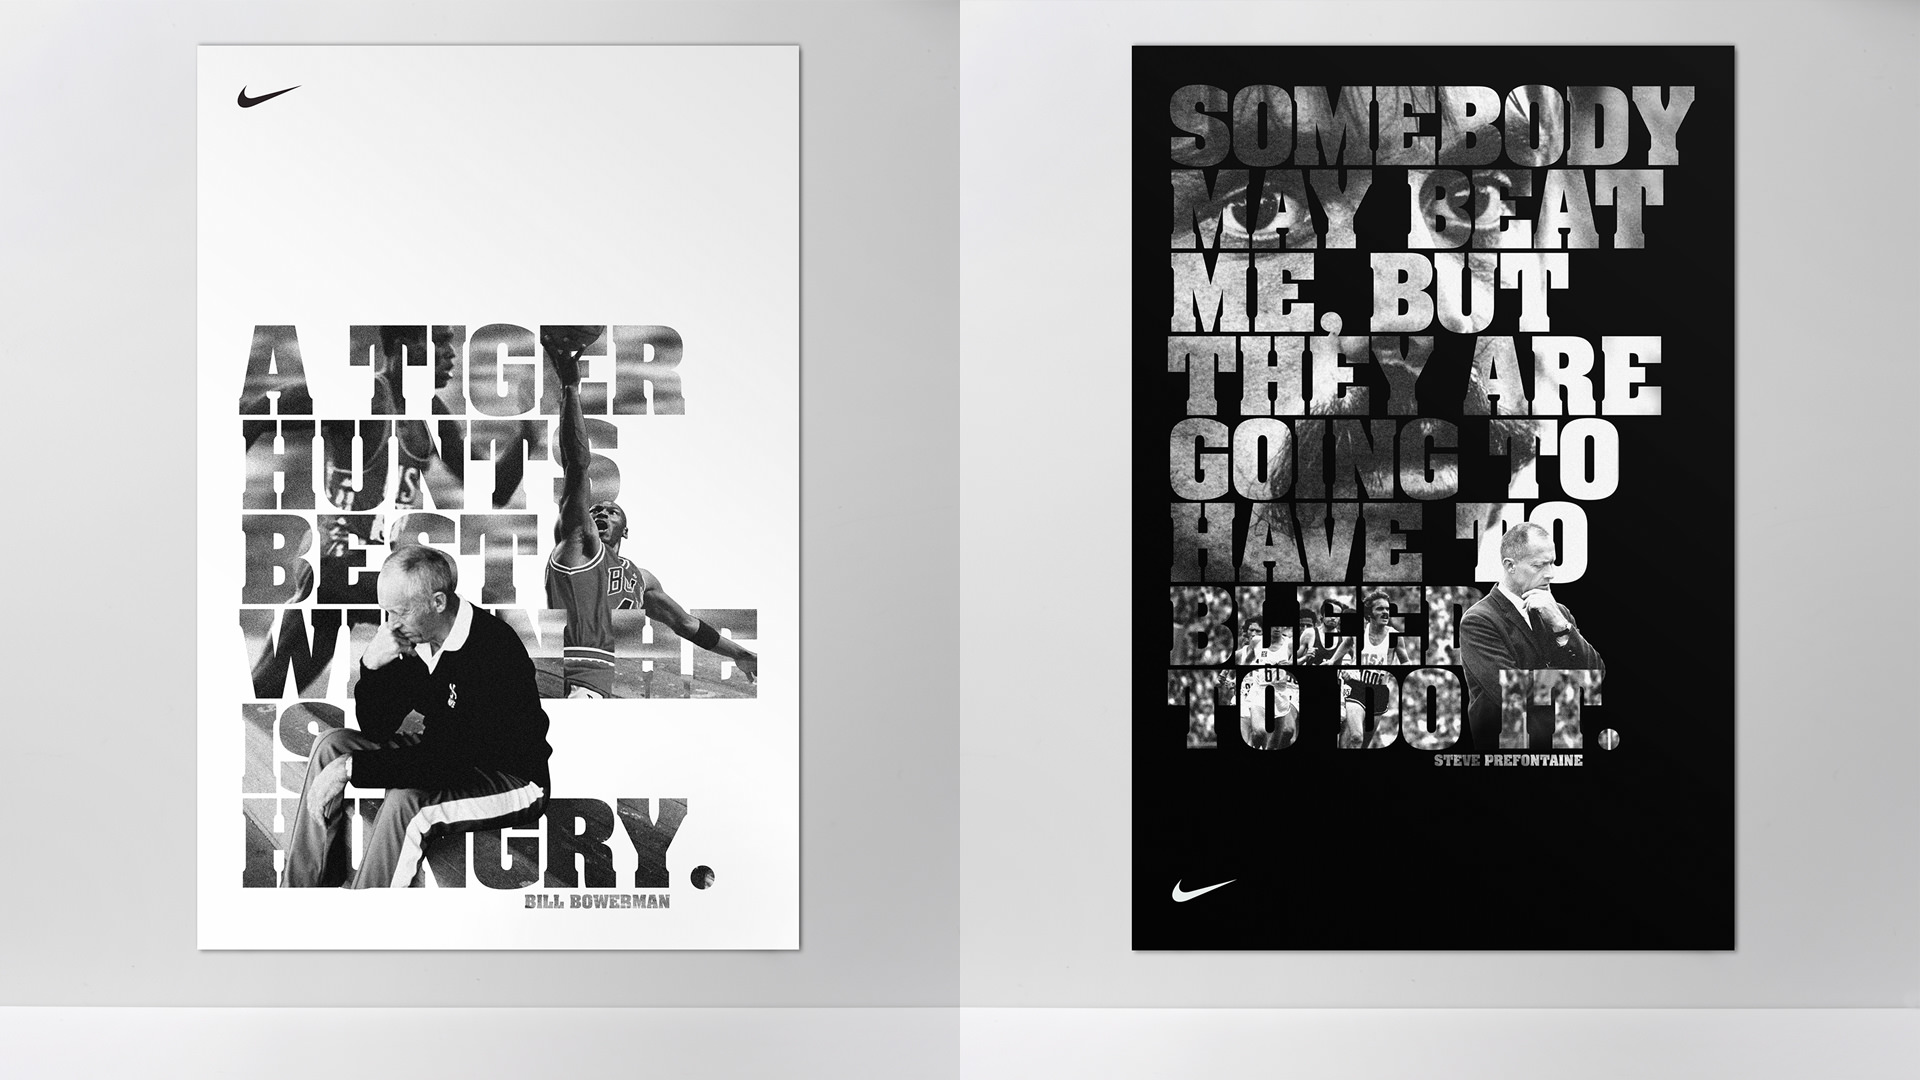 A TIGER
HUNTS
BEST
WHEN HE
IS
HUNGRY.
BILL BOWERMAN
SOMEBODY
MAY BEAT
ME, BUT
THEY ARE
GOING TO
HAVE TO
BLEED
TO DO IT.
STEVE PREFONTAINE